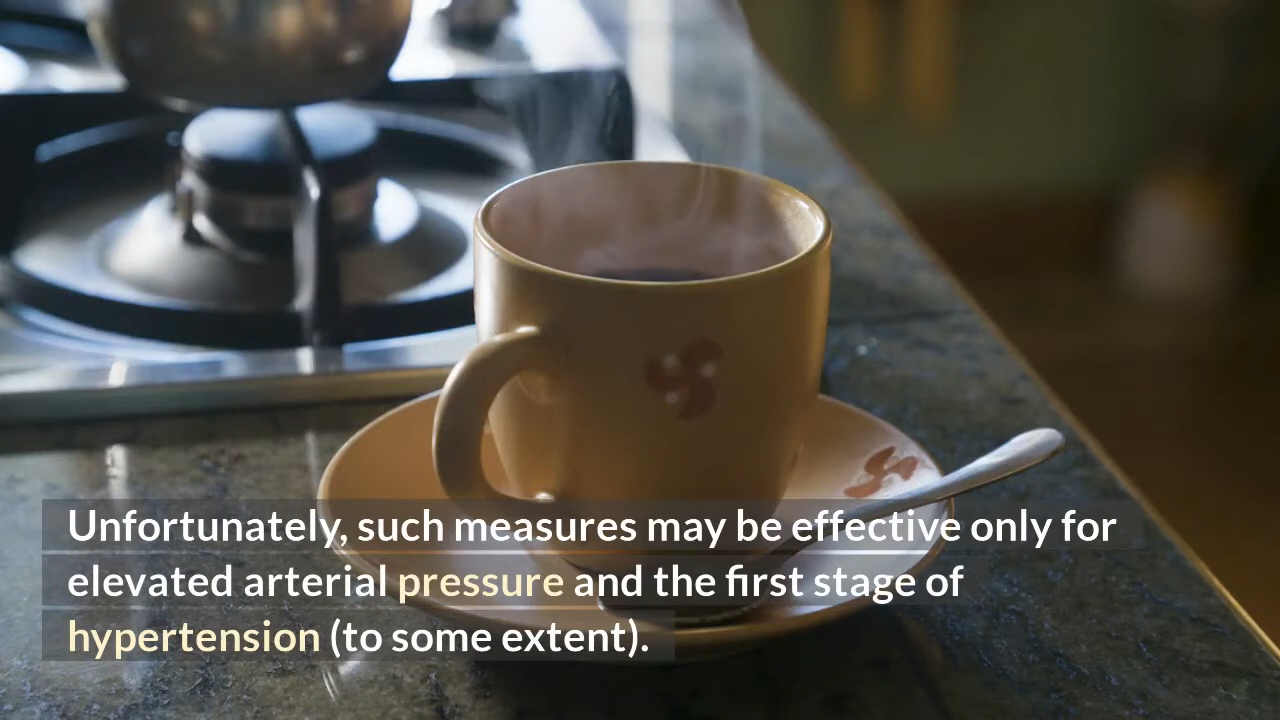 Unfortunately, such measures may be effective only for
elevated arterial pressure and the first stage of
hypertension (to some extent).